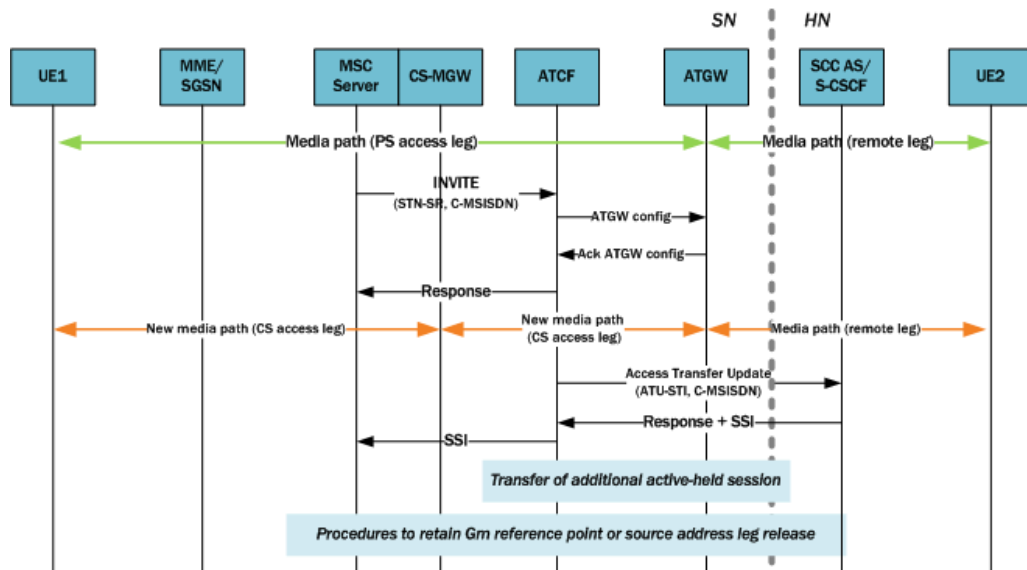 SN
HN
UE1
MME/
SGSN
MSC
Server
CS-MGW
ATCF
ATGW
SCC AS/
S-CSCF
UE2
Media path (PS access leg)
Media path (remote leg)
INVITE
(STN-SR, C-MSISDN)
ATGW config
Ack ATGW config
Response
New media path (CS access leg)
New media path
(CS access leg)
Media path (remote leg)
Access Transfer Update
(ATU-STI, C-MSISDN)
Response + SSI
SSI
Transfer of additional active-held session
Procedures to retain Gm reference point or source address leg release